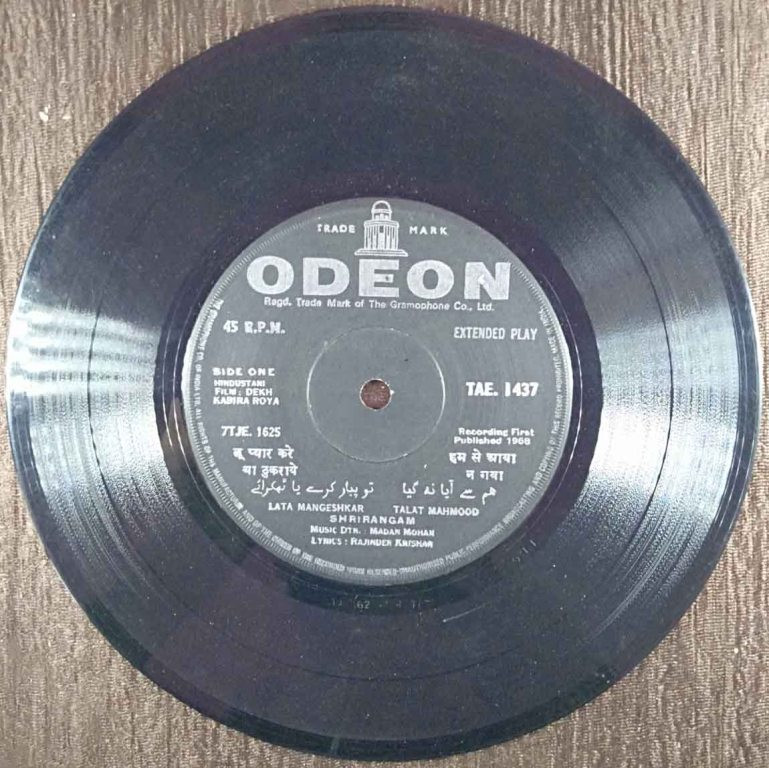 TRADE MARK
ODEON
Regd. Trade Mark of The Gramophone Co., Ltd.
45 R.P.M.
EXTENDED PLAY
SIDE ONE
HINDUSTANI
FILM : DEKH
KABIRA ROYA
TAE. 1437
7TJE. 1625
Recording First
Published 1968
तू प्यार करे
या ठुकराये
हम से आया
न गया
ہم سے آیا نہ گیا
تو پیار کرے یا ٹھکرائے
LATA MANGESHKAR TALAT MAHMOOD
SHRIRANGAM
MUSIC DTR. : MADAN MOHAN
LYRICS : RAJINDER KRISHAN